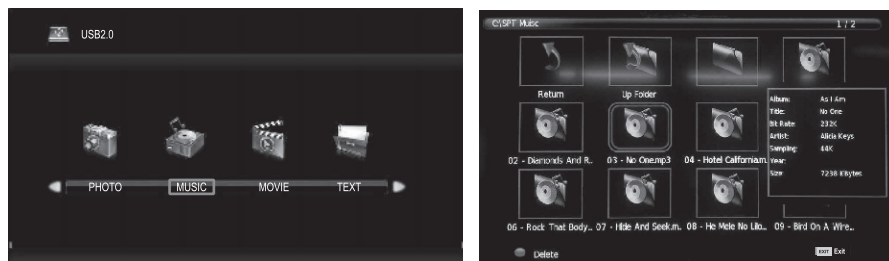 USB2.0
PHOTO MUSIC MOVIE TEXT
C:\SPT Music 1 / 2
Return Up Folder
Album: As I Am
Title: No One
Bit Rate: 232K
Artist: Alicia Keys
Sampling: 44K
Year:
Size: 7238 KBytes
02 - Diamonds And R.. 03 - No One.mp3 04 - Hotel California.m
06 - Rock That Body.. 07 - Hide And Seek.m.. 08 - He Mele No Lilo.. 09 - Bird On A Wire...
Delete EXIT Exit